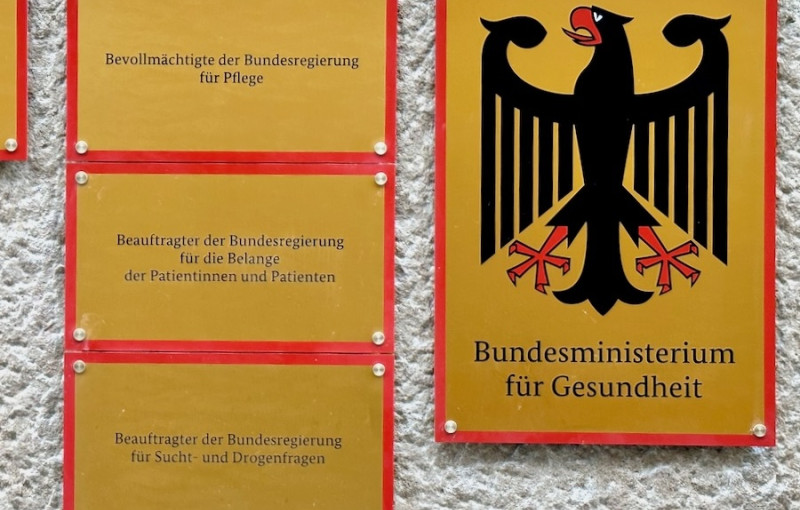 Bevollmächtigte der Bundesregierung
für Pflege
Beauftragter der Bundesregierung
für die Belange
der Patientinnen und Patienten
Beauftragter der Bundesregierung
für Sucht- und Drogenfragen
Bundesministerium
für Gesundheit